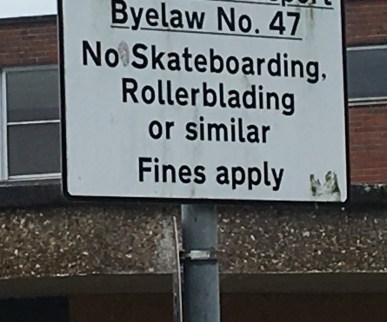 Byelaw No. 47
No Skateboarding,
Rollerblading
or similar
Fines apply